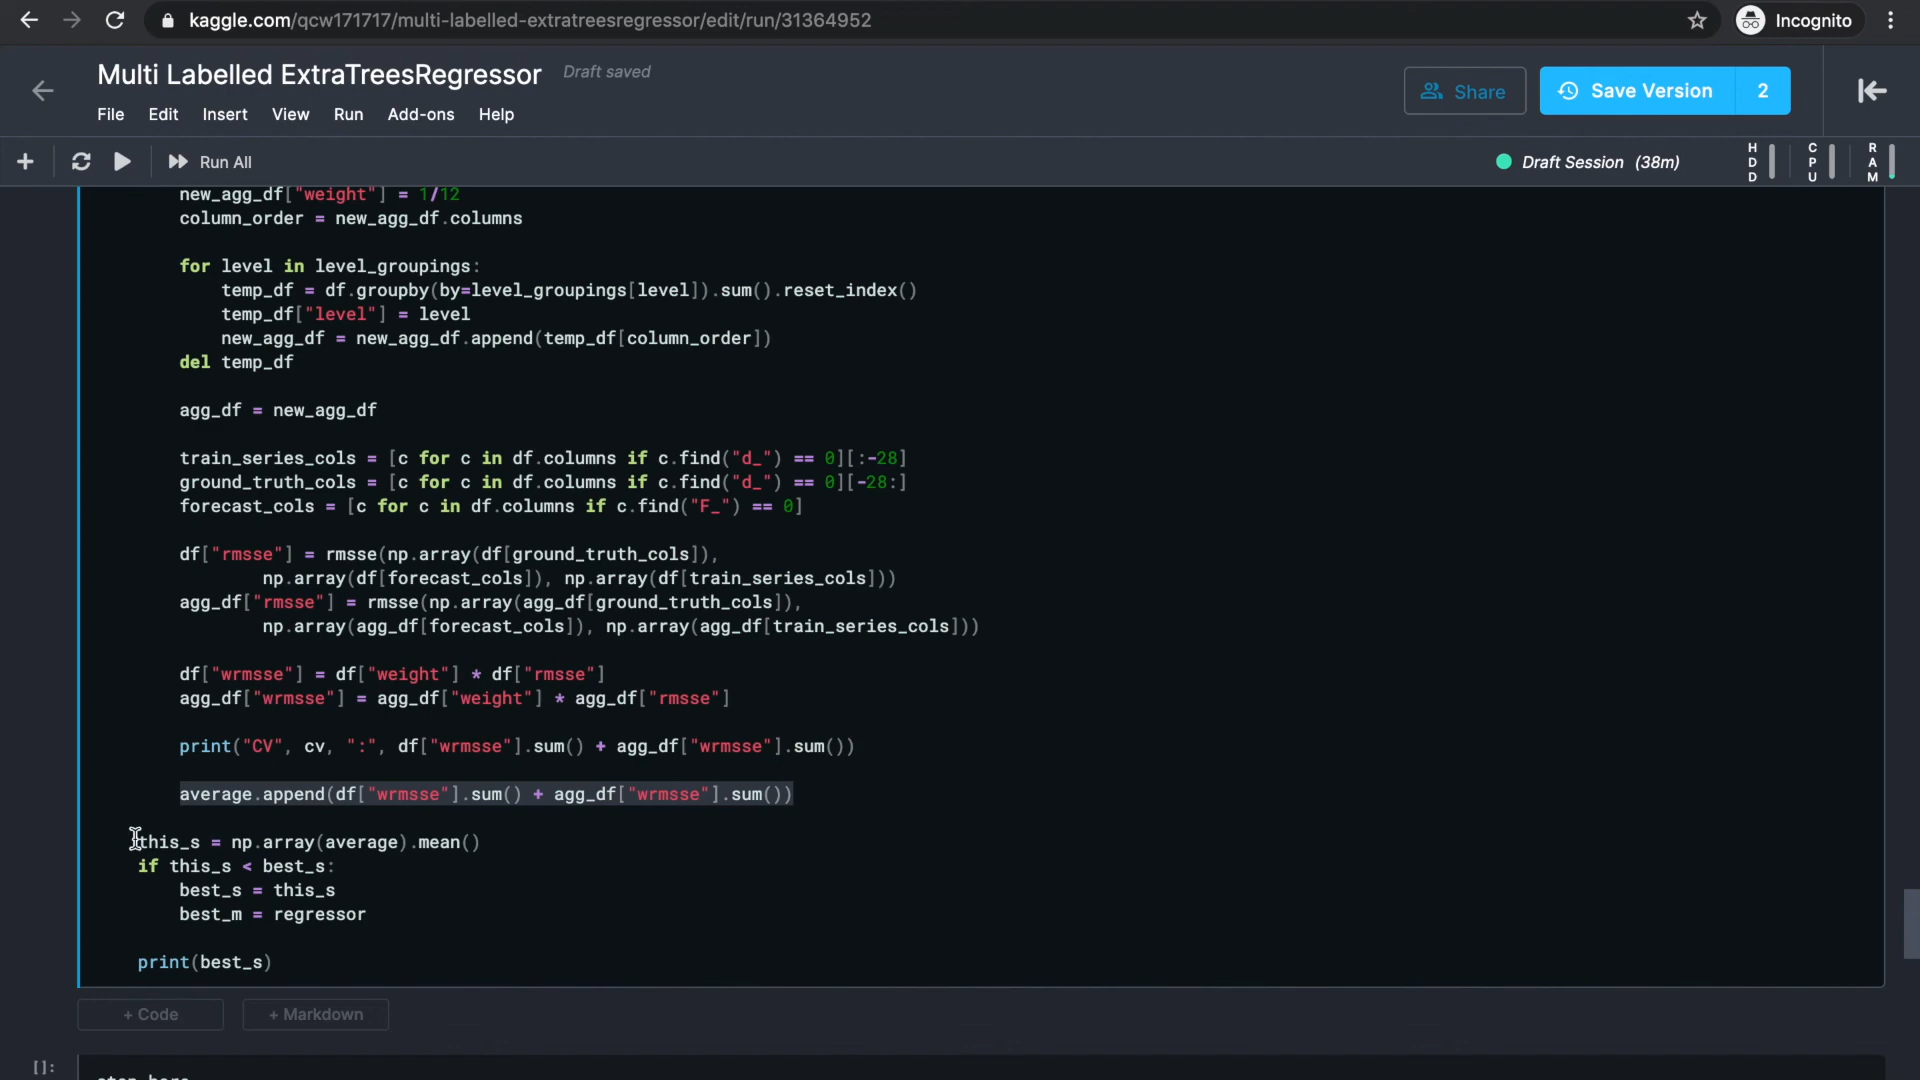 kaggle.com/qcw171717/multi-labelled-extratreesregressor/edit/run/31364952
Incognito
Multi Labelled ExtraTreesRegressor
Draft saved
File Edit Insert View Run Add-ons Help
Share
Save Version 2
Run All
Draft Session (38m)
HDD
CPU
RAM
new_agg_df["weight"] = 1/12
column_order = new_agg_df.columns
for level in level_groupings:
temp_df = df.groupby(by=level_groupings[level]).sum().reset_index()
temp_df["level"] = level
new_agg_df = new_agg_df.append(temp_df[column_order])
del temp_df
agg_df = new_agg_df
train_series_cols = [c for c in df.columns if c.find("d_") == 0][:-28]
ground_truth_cols = [c for c in df.columns if c.find("d_") == 0][-28:]
forecast_cols = [c for c in df.columns if c.find("F_") == 0]
df["rmsse"] = rmsse(np.array(df[ground_truth_cols]),
np.array(df[forecast_cols]), np.array(df[train_series_cols]))
agg_df["rmsse"] = rmsse(np.array(agg_df[ground_truth_cols]),
np.array(agg_df[forecast_cols]), np.array(agg_df[train_series_cols]))
df["wrmsse"] = df["weight"] * df["rmsse"]
agg_df["wrmsse"] = agg_df["weight"] * agg_df["rmsse"]
print("CV", cv, ":", df["wrmsse"].sum() + agg_df["wrmsse"].sum())
average.append(df["wrmsse"].sum() + agg_df["wrmsse"].sum())
this_s = np.array(average).mean()
if this_s < best_s:
best_s = this_s
best_m = regressor
print(best_s)
+ Code
+ Markdown
[]: